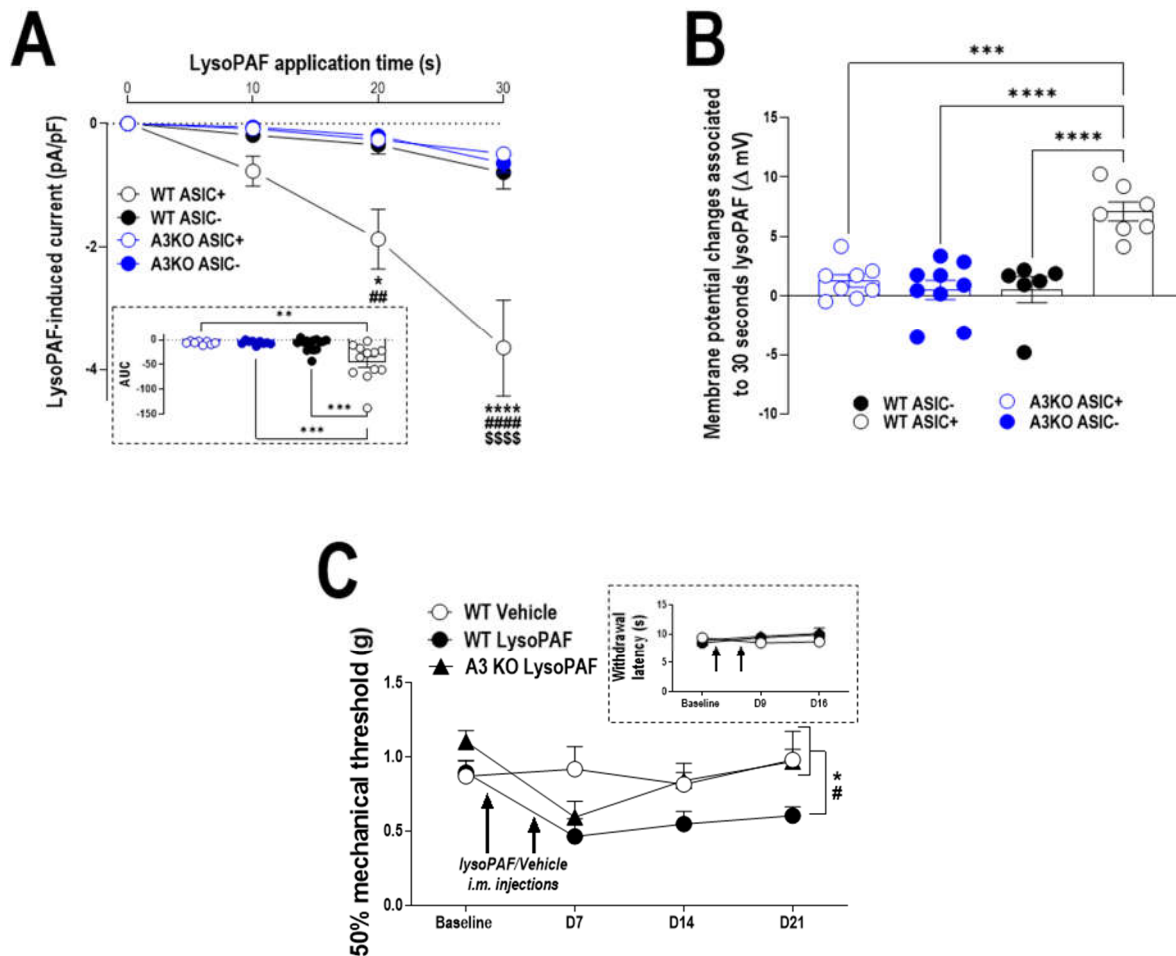 A
LysoPAF application time (s)
0 10 20 30
LysoPAF-induced current (pA/pF)
0
-2
-4
WT ASIC+
WT ASIC-
A3KO ASIC+
A3KO ASIC-
*
##
****
####
$$$$
AUC
0
-50
-100
-150
**
***
***
B
Membrane potential changes associated
to 30 seconds lysoPAF (Δ mV)
15
10
5
0
-5
-10
***
****
****
WT ASIC-
WT ASIC+
A3KO ASIC+
A3KO ASIC-
C
WT Vehicle
WT LysoPAF
A3 KO LysoPAF
50% mechanical threshold (g)
1.5
1.0
0.5
0.0
lysoPAF/Vehicle
i.m. injections
Baseline D7 D14 D21
*
#
Withdrawal
latency (s)
15
10
5
0
Baseline D9 D16